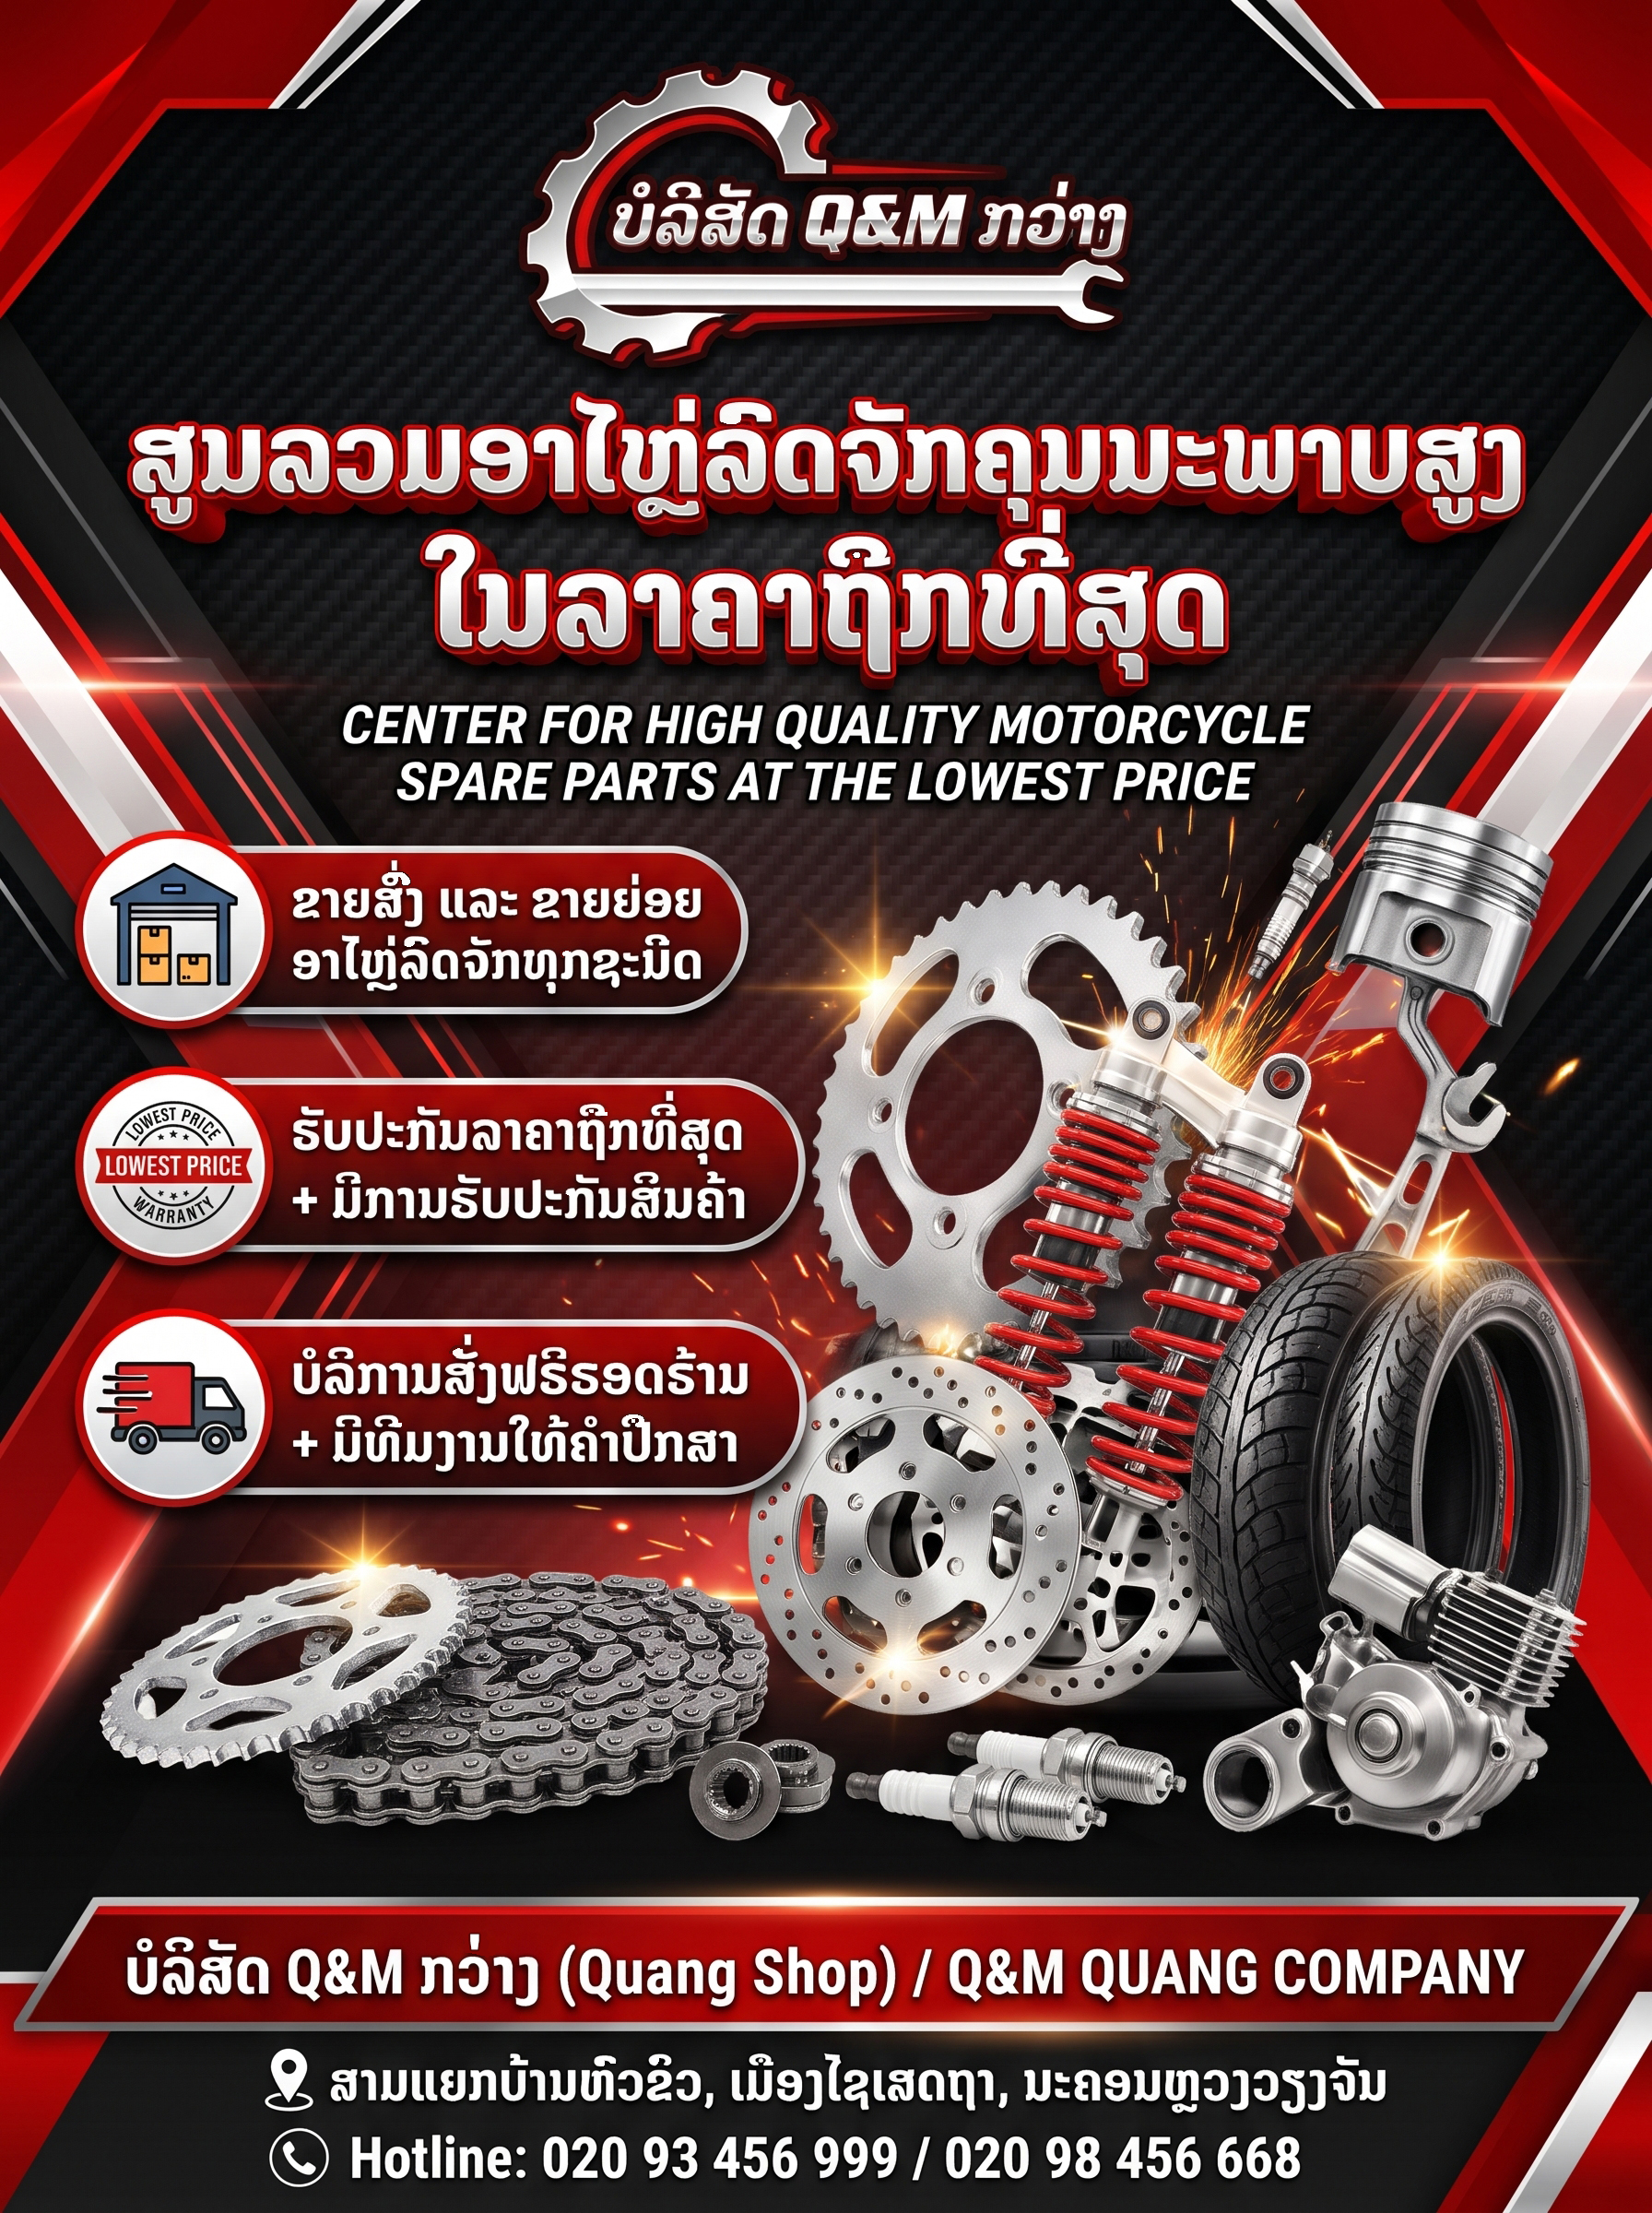 ບໍລິສັດ Q&M ກວ່າງ
ສູນລວມອາໄຫຼ່ລົດຈັກຄຸນນະພາບສູງ
ໃນລາຄາຖືກທີ່ສຸດ
CENTER FOR HIGH QUALITY MOTORCYCLE
SPARE PARTS AT THE LOWEST PRICE
ຂາຍສົ່ງ ແລະ ຂາຍຍ່ອຍ
ອາໄຫຼ່ລົດຈັກທຸກຊະນິດ
LOWEST PRICE
LOWEST PRICE
WARRANTY
ຮັບປະກັນລາຄາຖືກທີ່ສຸດ
+ ມີການຮັບປະກັນສິນຄ້າ
ບໍລິການສັ່ງຟຣີຮອດຮ້ານ
+ ມີທີມງານໃຫ້ຄຳປຶກສາ
ບໍລິສັດ Q&M ກວ່າງ (Quang Shop) / Q&M QUANG COMPANY
ສາມແຍກບ້ານຫົວຂົວ, ເມືອງໄຊເສດຖາ, ນະຄອນຫຼວງວຽງຈັນ
Hotline: 020 93 456 999 / 020 98 456 668